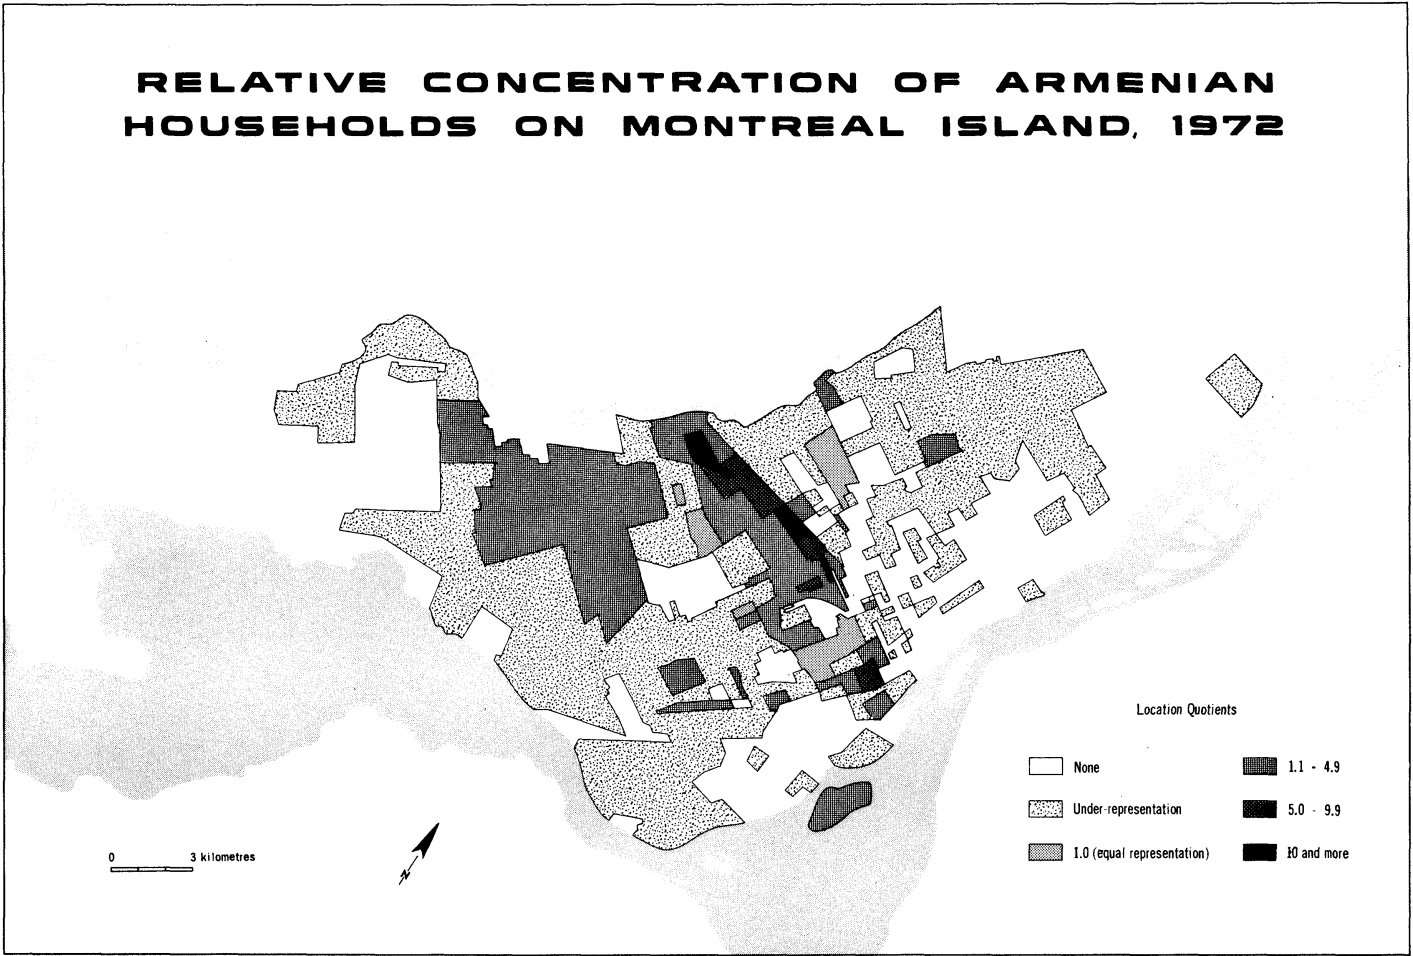 RELATIVE CONCENTRATION OF ARMENIAN
HOUSEHOLDS ON MONTREAL ISLAND, 1972
Location Quotients
None
Under-representation
1.0 (equal representation)
1.1 - 4.9
5.0 - 9.9
10 and more
0 3 kilometres
N